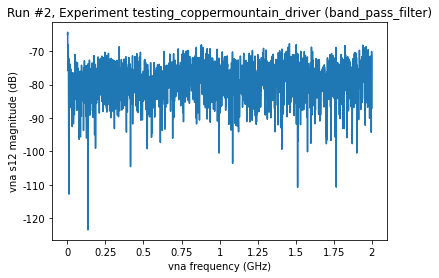 Run #2, Experiment testing_coppermountain_driver (band_pass_filter)
vna s12 magnitude (dB)
-70
-80
-90
-100
-110
-120
0 0.25 0.5 0.75 1 1.25 1.5 1.75 2
vna frequency (GHz)